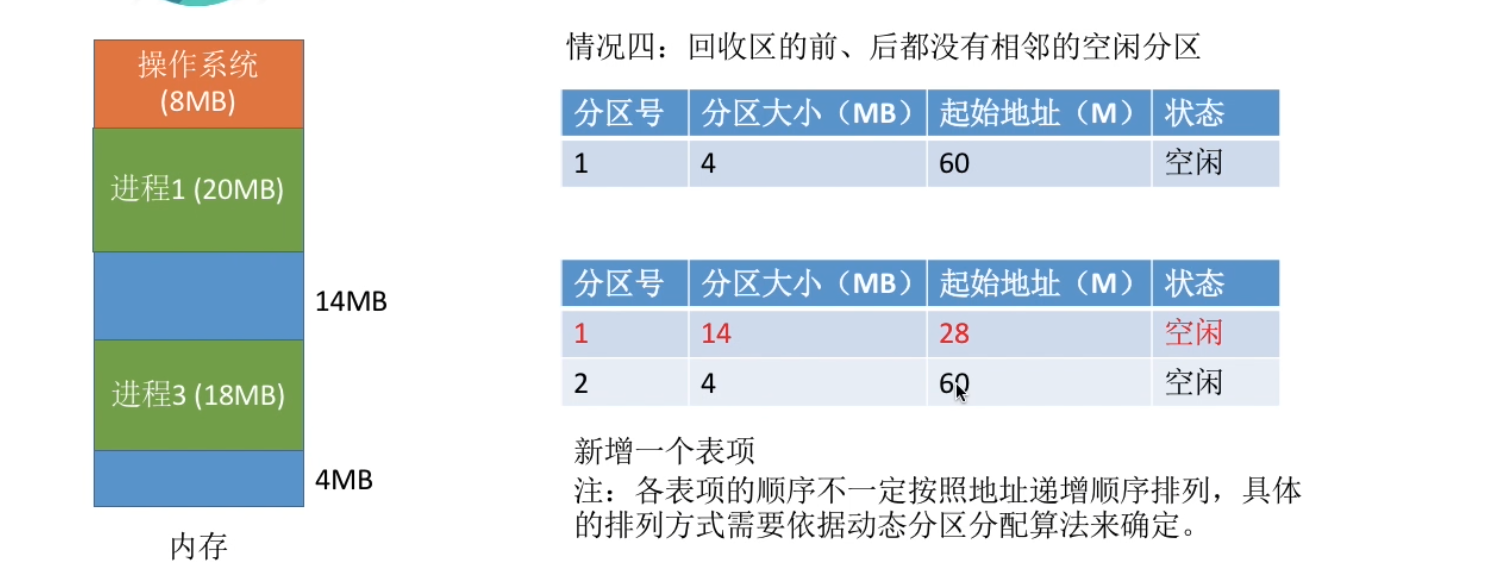 操作系统
(8MB)
进程1 (20MB)
14MB
进程3 (18MB)
4MB
内存
情况四：回收区的前、后都没有相邻的空闲分区
分区号 分区大小（MB） 起始地址（M） 状态
1 4 60 空闲
分区号 分区大小（MB） 起始地址（M） 状态
1 14 28 空闲
2 4 60 空闲
新增一个表项
注：各表项的顺序不一定按照地址递增顺序排列，具体
的排列方式需要依据动态分区分配算法来确定。